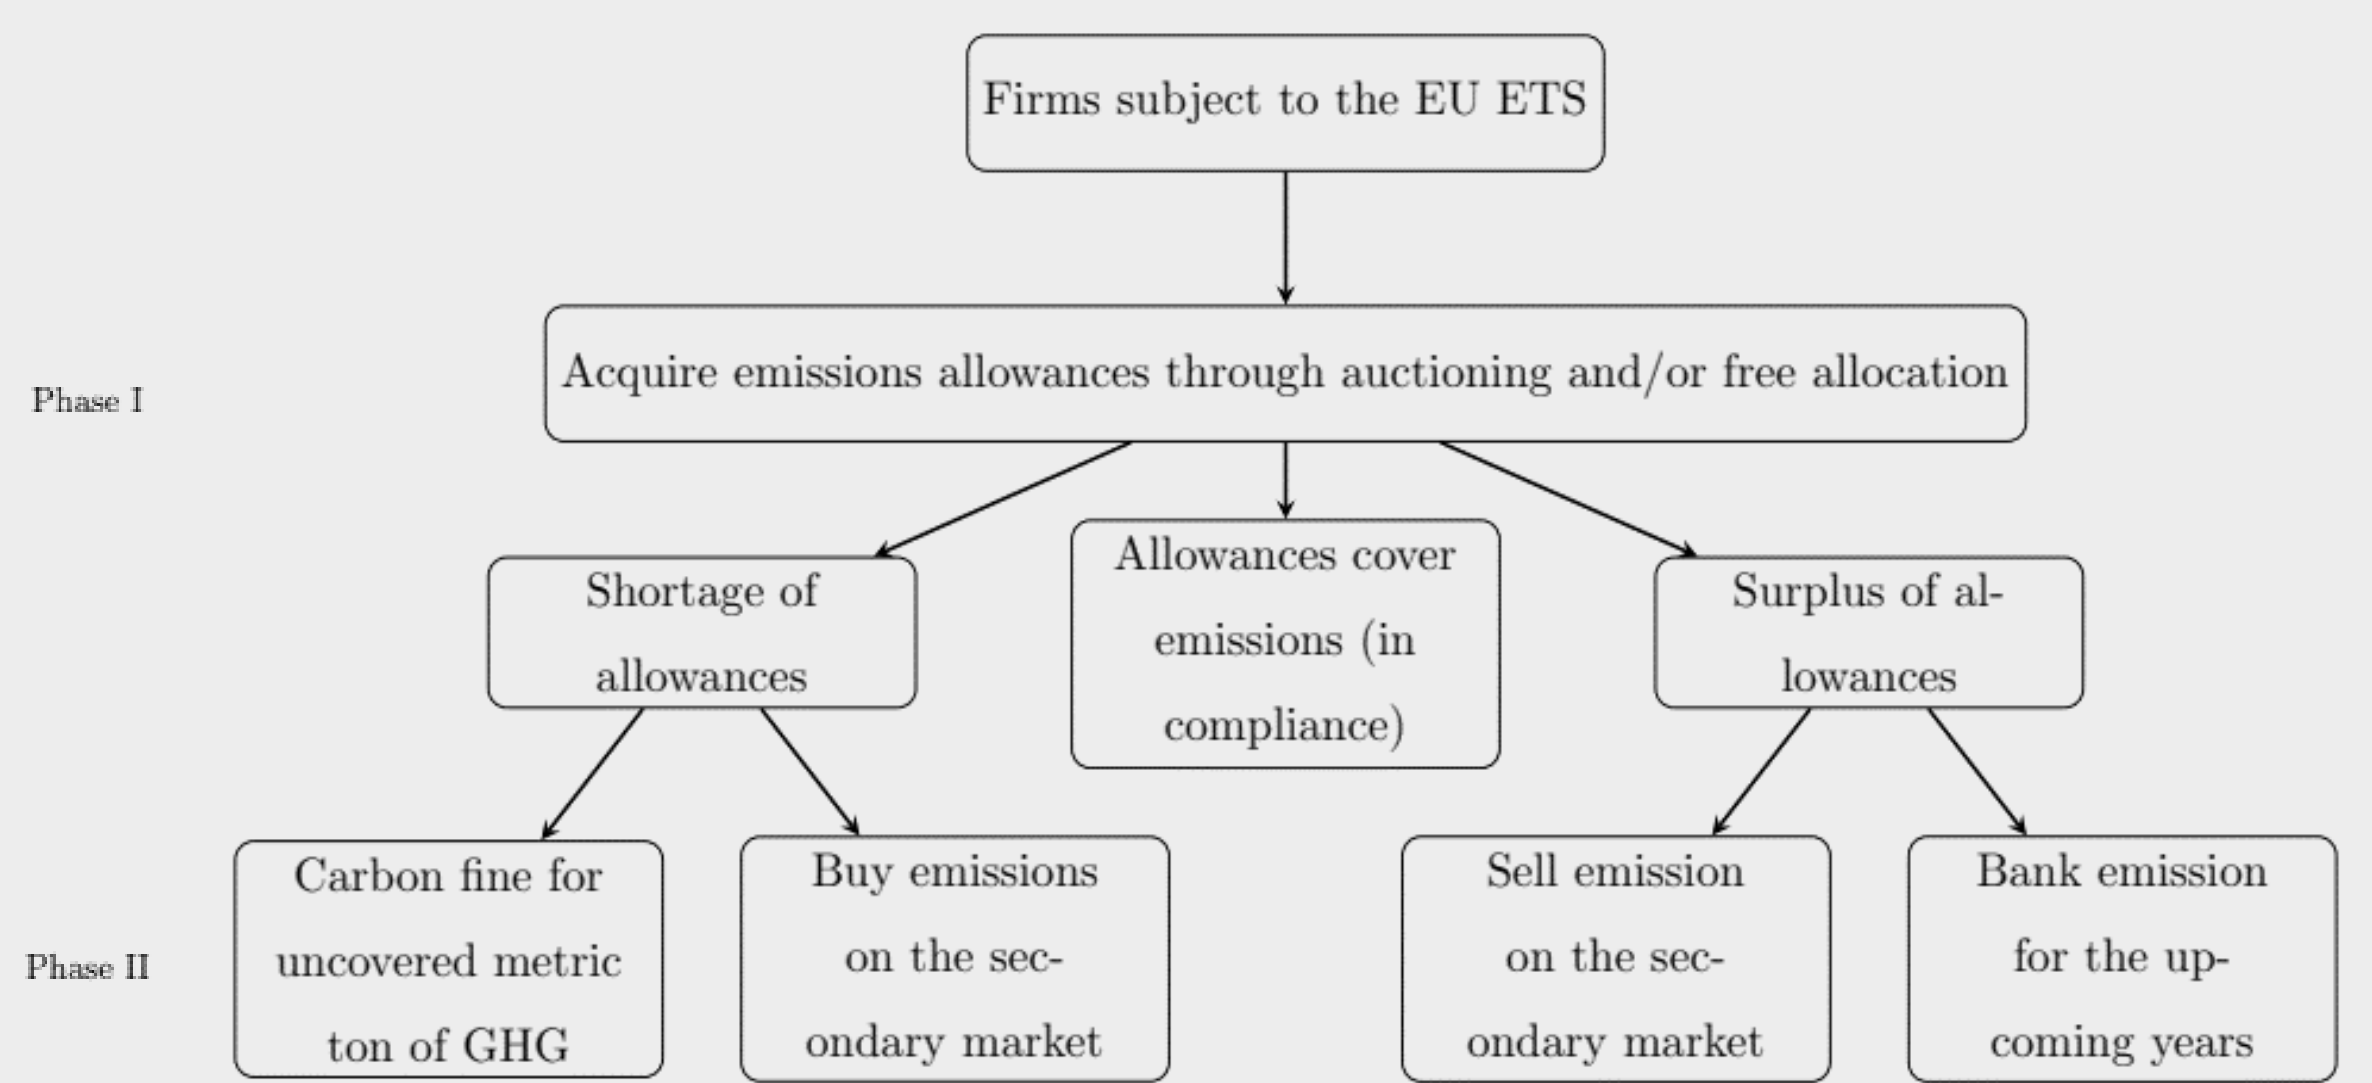 Firms subject to the EU ETS
Phase I
Acquire emissions allowances through auctioning and/or free allocation
Shortage of
allowances
Allowances cover
emissions (in
compliance)
Surplus of al-
lowances
Phase II
Carbon fine for
uncovered metric
ton of GHG
Buy emissions
on the sec-
ondary market
Sell emission
on the sec-
ondary market
Bank emission
for the up-
coming years